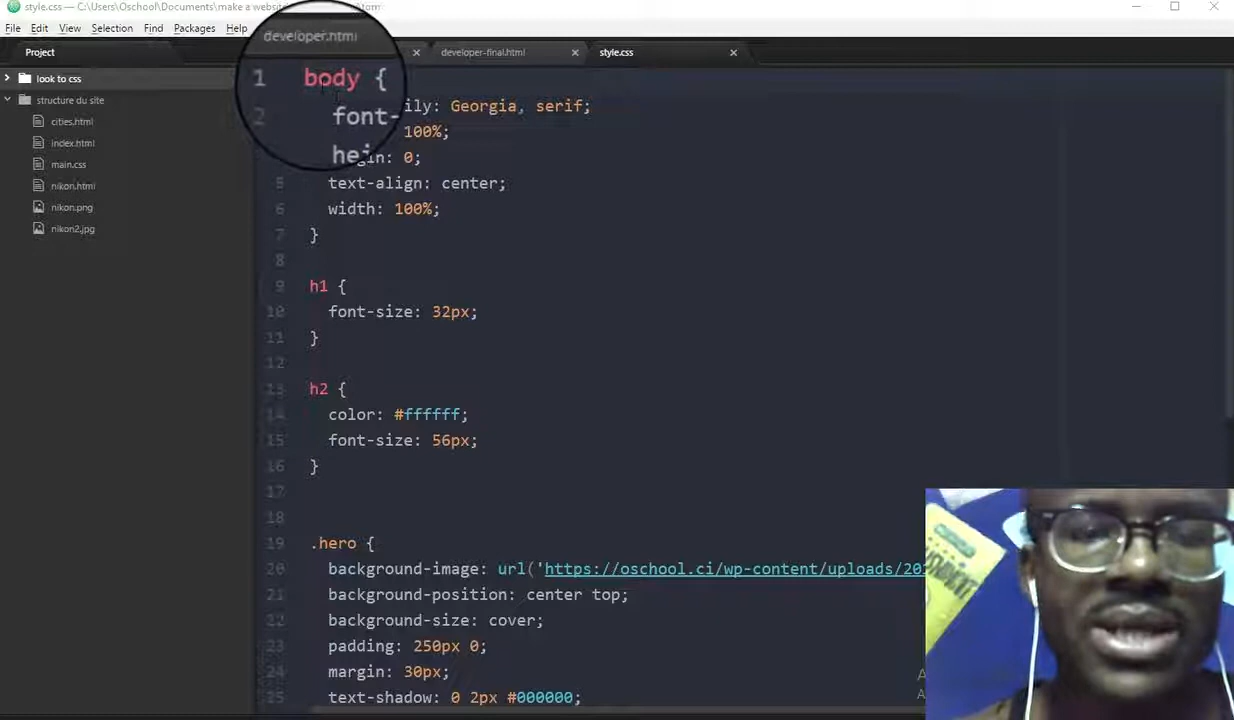 style.css — C:\Users\Oschool\Documents\make a websi
File Edit View Selection Find Packages Help
Project
developer.html
developer-final.html
style.css
look to css
structure du site
cities.html
index.html
main.css
nikon.html
nikon.png
nikon2.jpg
1 body {
2 font-ily: Georgia, serif;
hei 100%;
gin: 0;
5 text-align: center;
6 width: 100%;
7 }
8
9 h1 {
10 font-size: 32px;
11 }
12
13 h2 {
14 color: #ffffff;
15 font-size: 56px;
16 }
17
18
19 .hero {
20 background-image: url('https://oschool.ci/wp-content/uploads/20
21 background-position: center top;
22 background-size: cover;
23 padding: 250px 0;
24 margin: 30px;
25 text-shadow: 0 2px #000000;